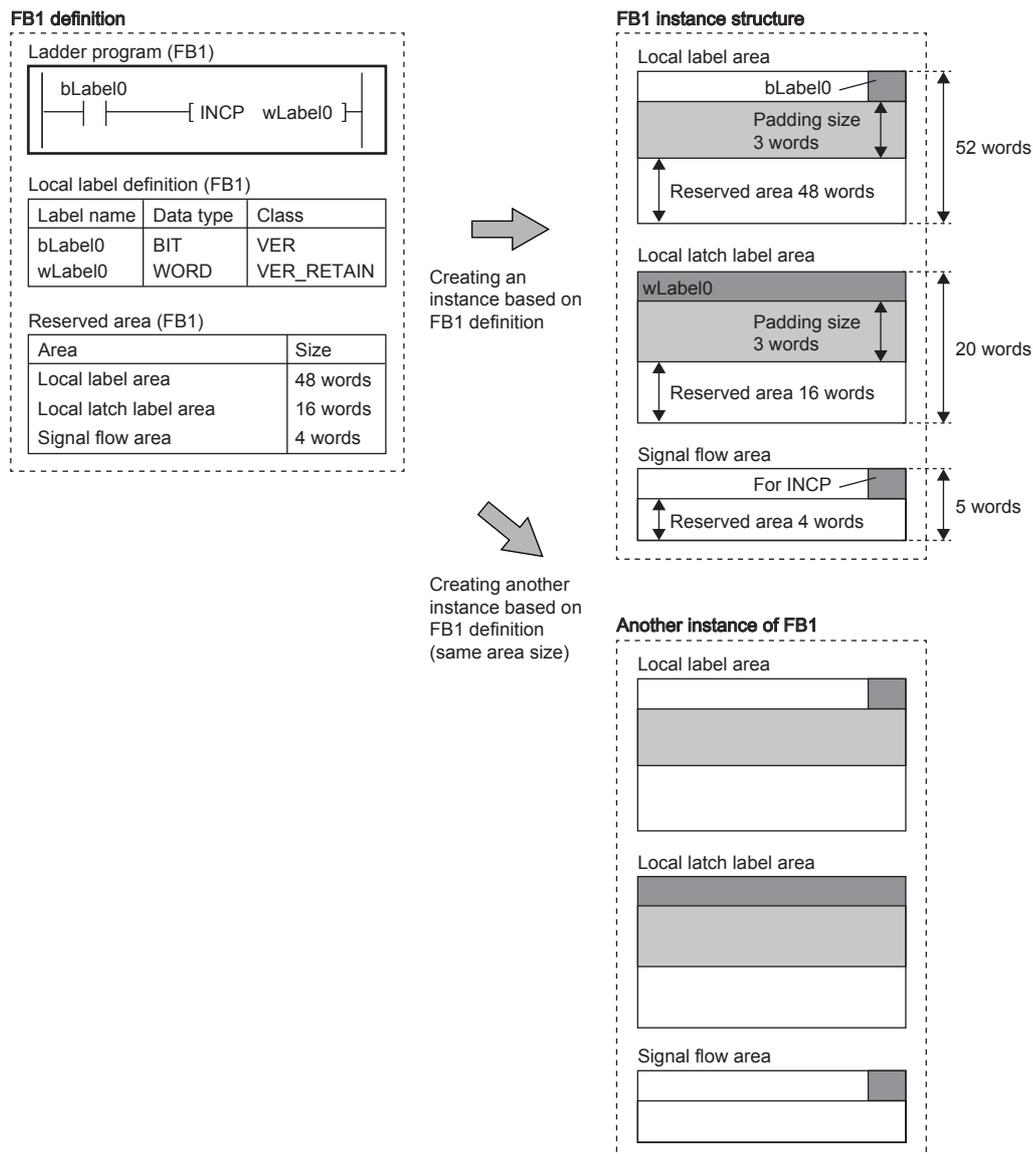 FB1 definition
Ladder program (FB1)
bLabel0
INCP wLabel0
Local label definition (FB1)
Label name Data type Class
bLabel0 BIT VER
wLabel0 WORD VER_RETAIN
Reserved area (FB1)
Area Size
Local label area 48 words
Local latch label area 16 words
Signal flow area 4 words
Creating an
instance based on
FB1 definition
Creating another
instance based on
FB1 definition
(same area size)
FB1 instance structure
Local label area
bLabel0
Padding size
3 words
Reserved area 48 words
52 words
Local latch label area
wLabel0
Padding size
3 words
Reserved area 16 words
20 words
Signal flow area
For INCP
Reserved area 4 words
5 words
Another instance of FB1
Local label area
Local latch label area
Signal flow area